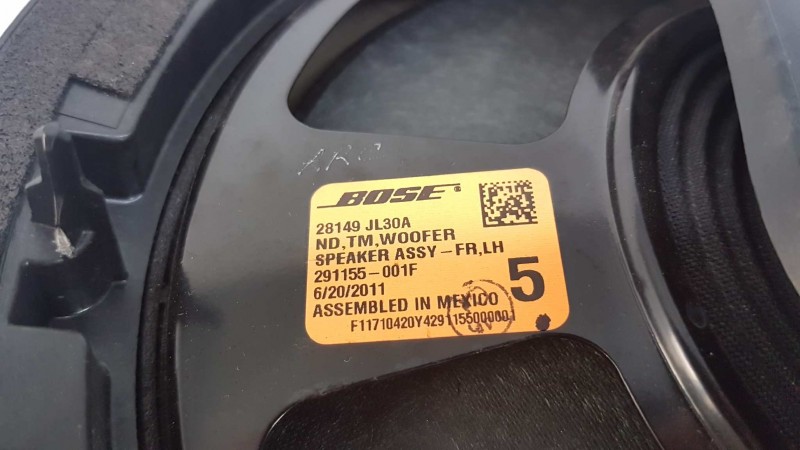 BOSE®
28149 JL30A
ND,TM,WOOFER
SPEAKER ASSY-FR,LH
291155-001F
6/20/2011
ASSEMBLED IN MEXICO
5
F11710420Y429115500001